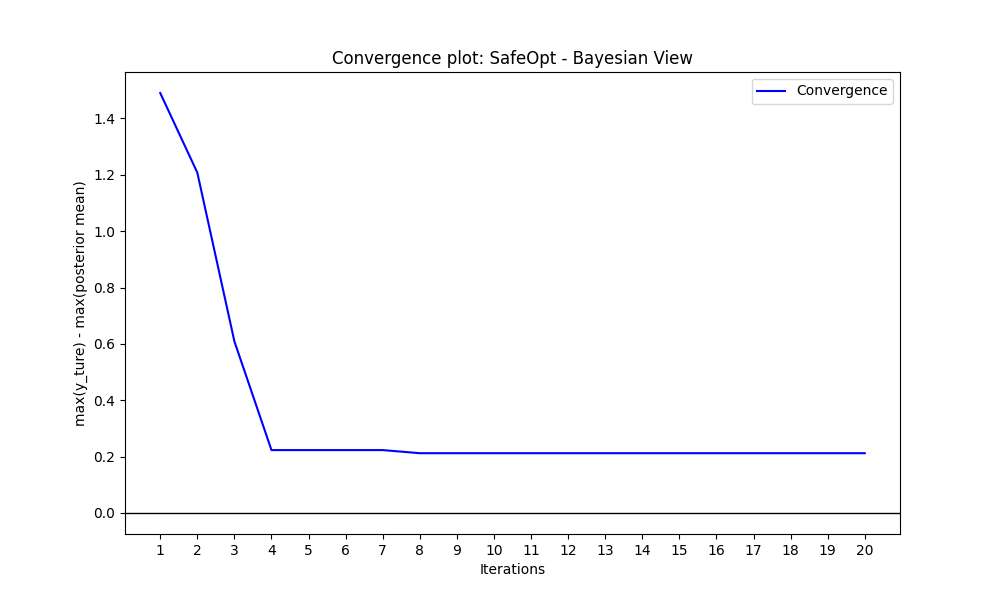 Convergence plot: SafeOpt - Bayesian View
Convergence
max(y_ture) - max(posterior mean)
1.4
1.2
1.0
0.8
0.6
0.4
0.2
0.0
1 2 3 4 5 6 7 8 9 10 11 12 13 14 15 16 17 18 19 20
Iterations